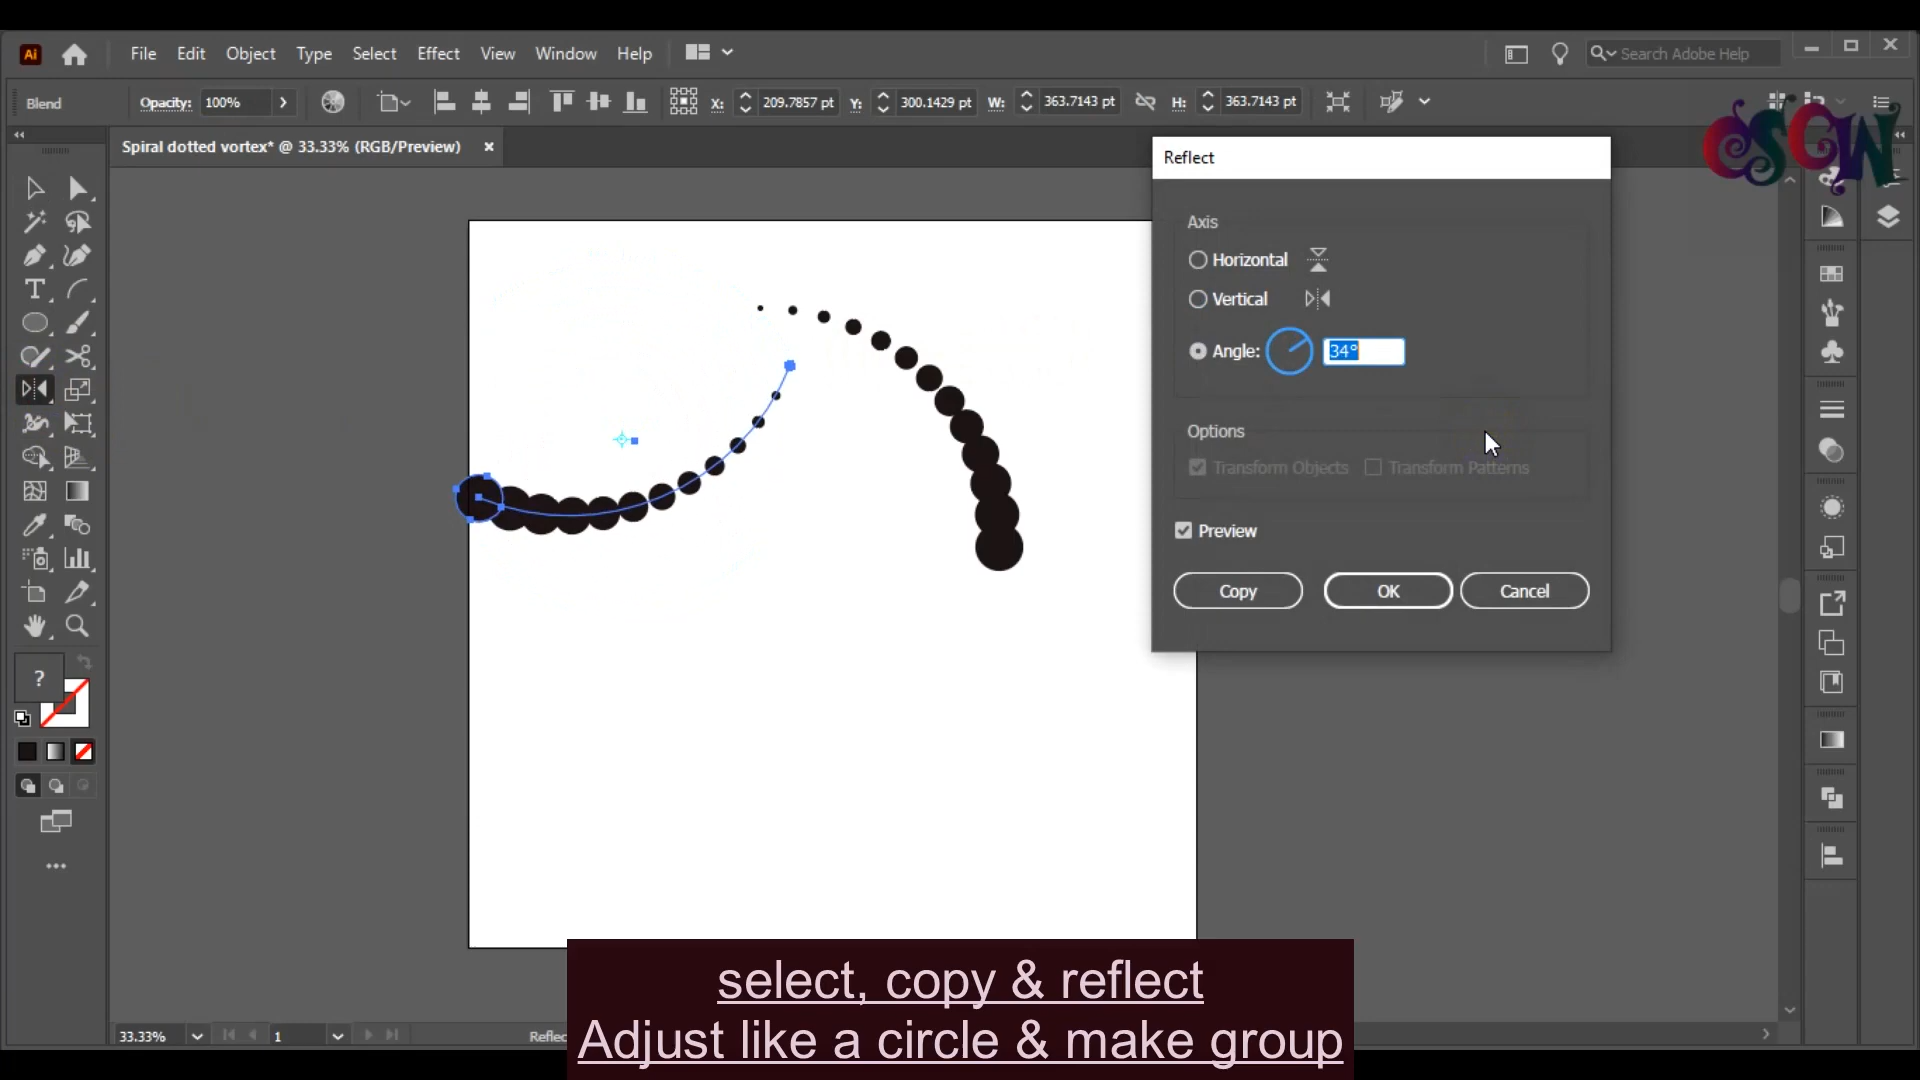 Ai
File Edit Object Type Select Effect View Window Help
Search Adobe Help
Blend
Opacity: 100%
X: 209.7857 pt Y: 300.1429 pt W: 363.7143 pt H: 363.7143 pt
CSCW
Spiral dotted vortex* @ 33.33% (RGB/Preview)
Reflect
Axis
Horizontal
Vertical
Angle: 34°
Options
Transform Objects Transform Patterns
Preview
Copy OK Cancel
T
?
select, copy & reflect
Adjust like a circle & make group
33.33% 1 Reflec